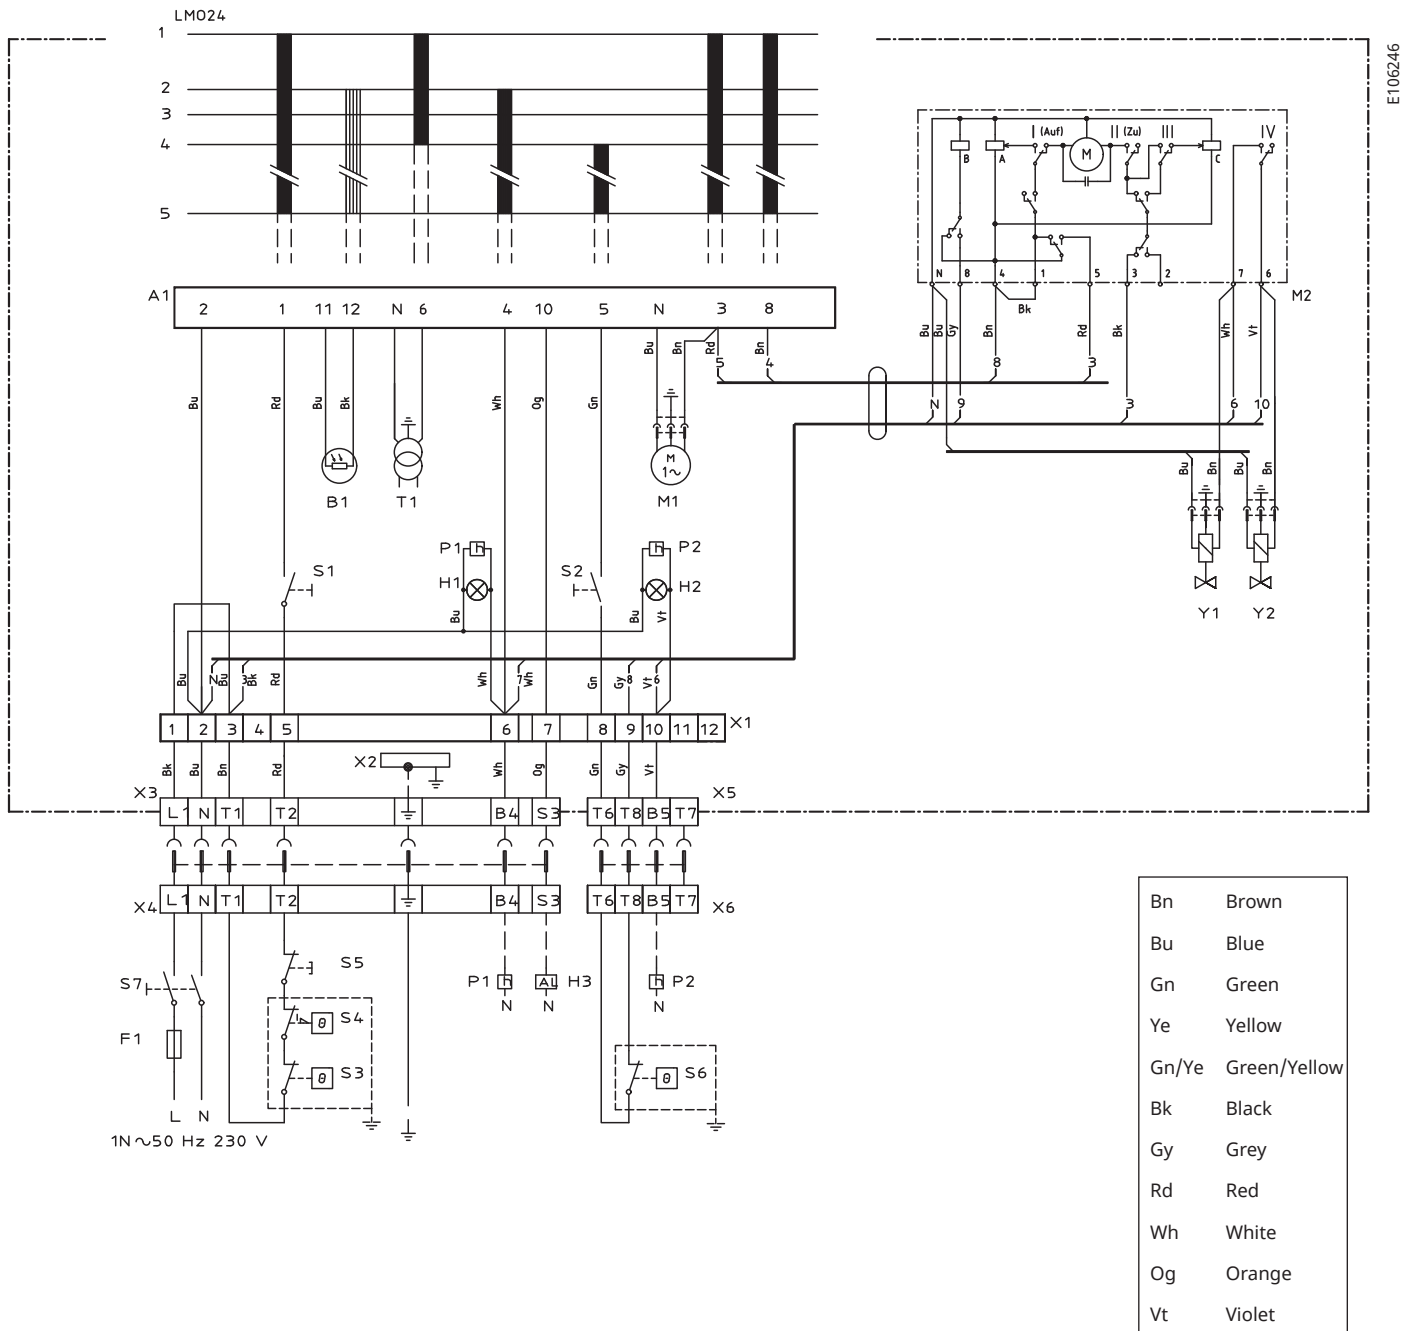 LMO24
1
2
3
4
5
E106246
A1
2 1 11 12 N 6 4 10 5 N 3 8
Bu Rd Bu Bk Wh Og Gn Bu Bn Rd Bn
5 4
B1 T1 M
1~
M1
I (Auf) II (Zu) III IV
B A M C
N 8 4 1 5 3 2 7 6
M2
Bk
Bu Bu Gy Bn Rd Bk Wh Vt
8 3
N 9 3 6 10
Bu Bn Bu Bn
Y1 Y2
S1 P1 h S2 h P2
H1 H2
Bu Bu Vt
Bu N Bu 3 Bk Rd Wh 7 Wh Gn Gy 8 Vt 6
1 2 3 4 5 6 7 8 9 10 11 12 X1
X2
Bk Bu Bn Rd Wh Og Gn Gy Vt
X3 X5
L1 N T1 T2 B4 S3 T6 T8 B5 T7
X4 L1 N T1 T2 B4 S3 T6 T8 B5 T7 X6
S7 S5 P1 h AL H3 h P2
N N N
F1 θ S4
θ S3 θ S6
L N
1N ~50 Hz 230 V
Bn Brown
Bu Blue
Gn Green
Ye Yellow
Gn/Ye Green/Yellow
Bk Black
Gy Grey
Rd Red
Wh White
Og Orange
Vt Violet